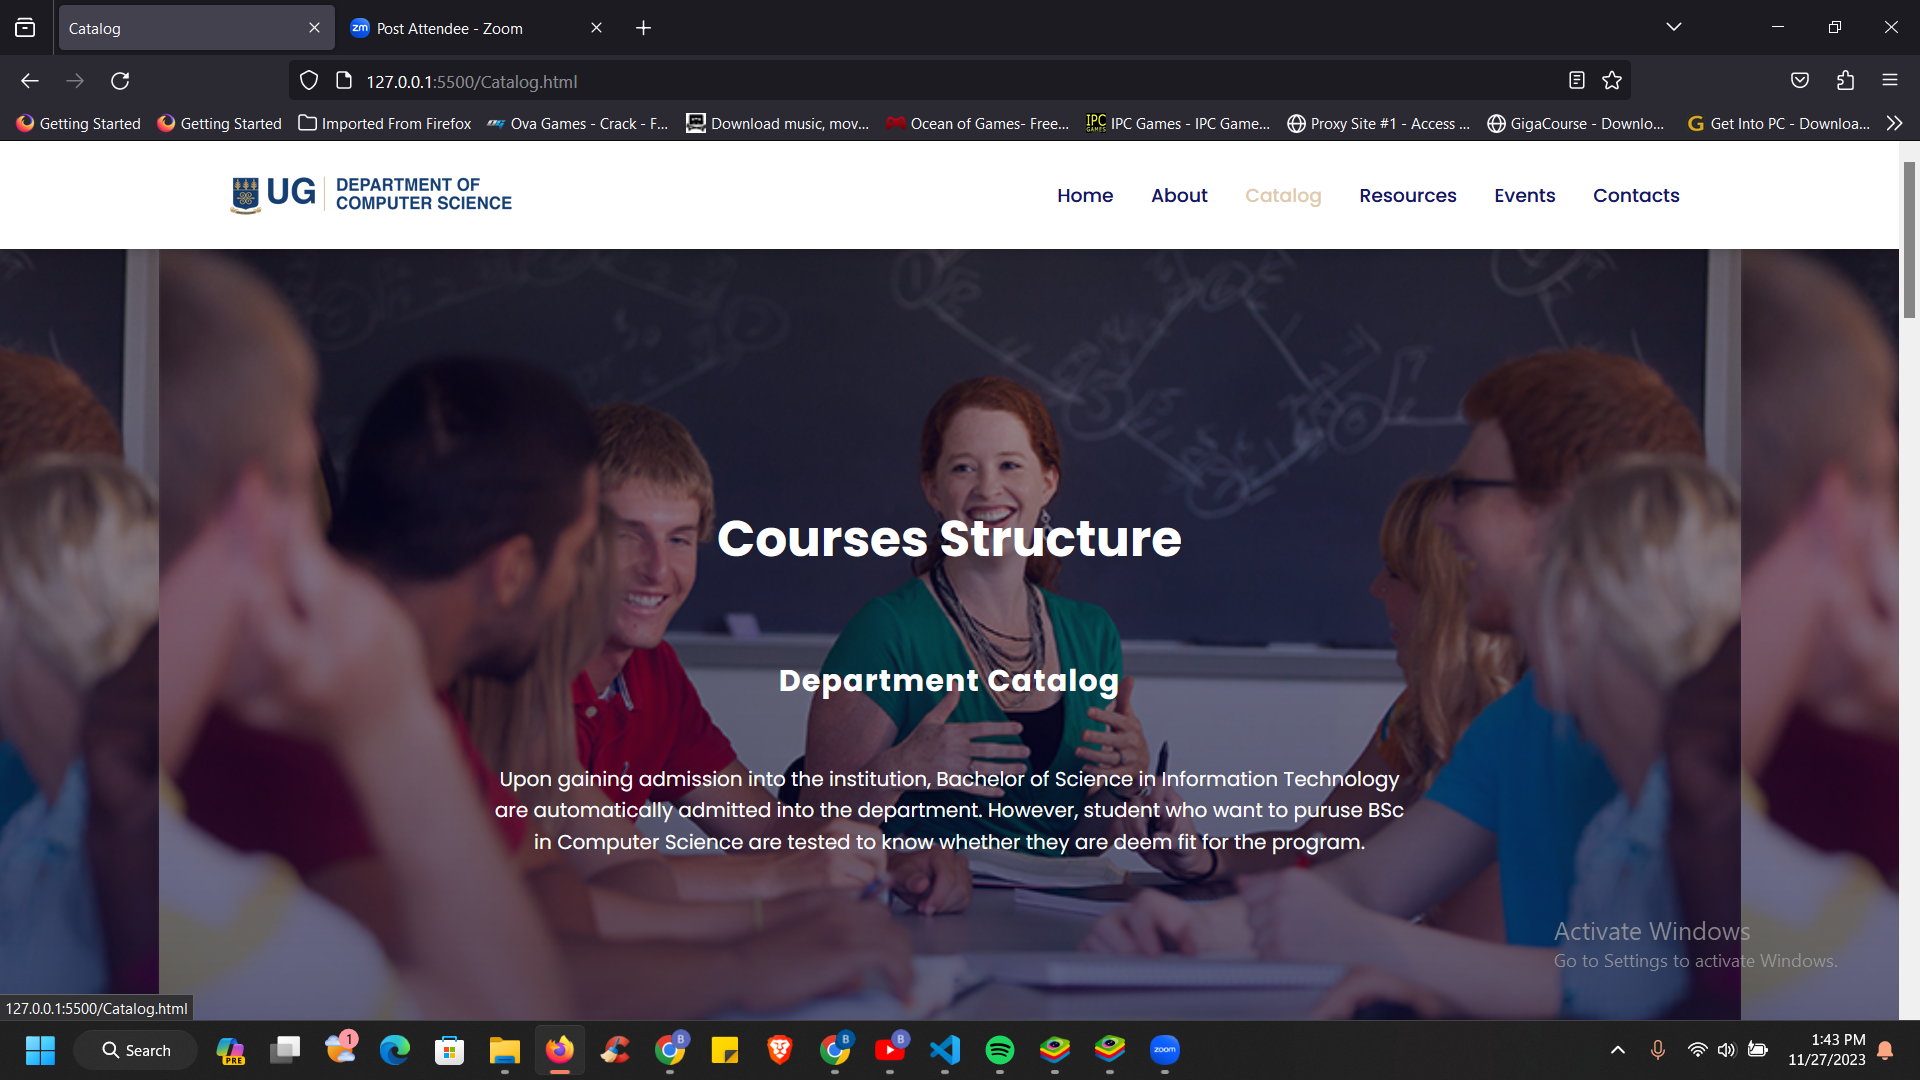 Catalog
zm Post Attendee - Zoom
127.0.0.1:5500/Catalog.html
Getting Started
Getting Started
Imported From Firefox
Ova Games - Crack - F...
Download music, mov...
Ocean of Games- Free...
IPC GAMES IPC Games - IPC Game...
Proxy Site #1 - Access ...
GigaCourse - Downlo...
G Get Into PC - Downloa...
UG
DEPARTMENT OF
COMPUTER SCIENCE
Home
About
Catalog
Resources
Events
Contacts
Courses Structure
Department Catalog
Upon gaining admission into the institution, Bachelor of Science in Information Technology
are automatically admitted into the department. However, student who want to puruse BSc
in Computer Science are tested to know whether they are deem fit for the program.
Activate Windows
Go to Settings to activate Windows.
127.0.0.1:5500/Catalog.html
Search
PRE
1
B
B
B
zoom
1:43 PM
11/27/2023